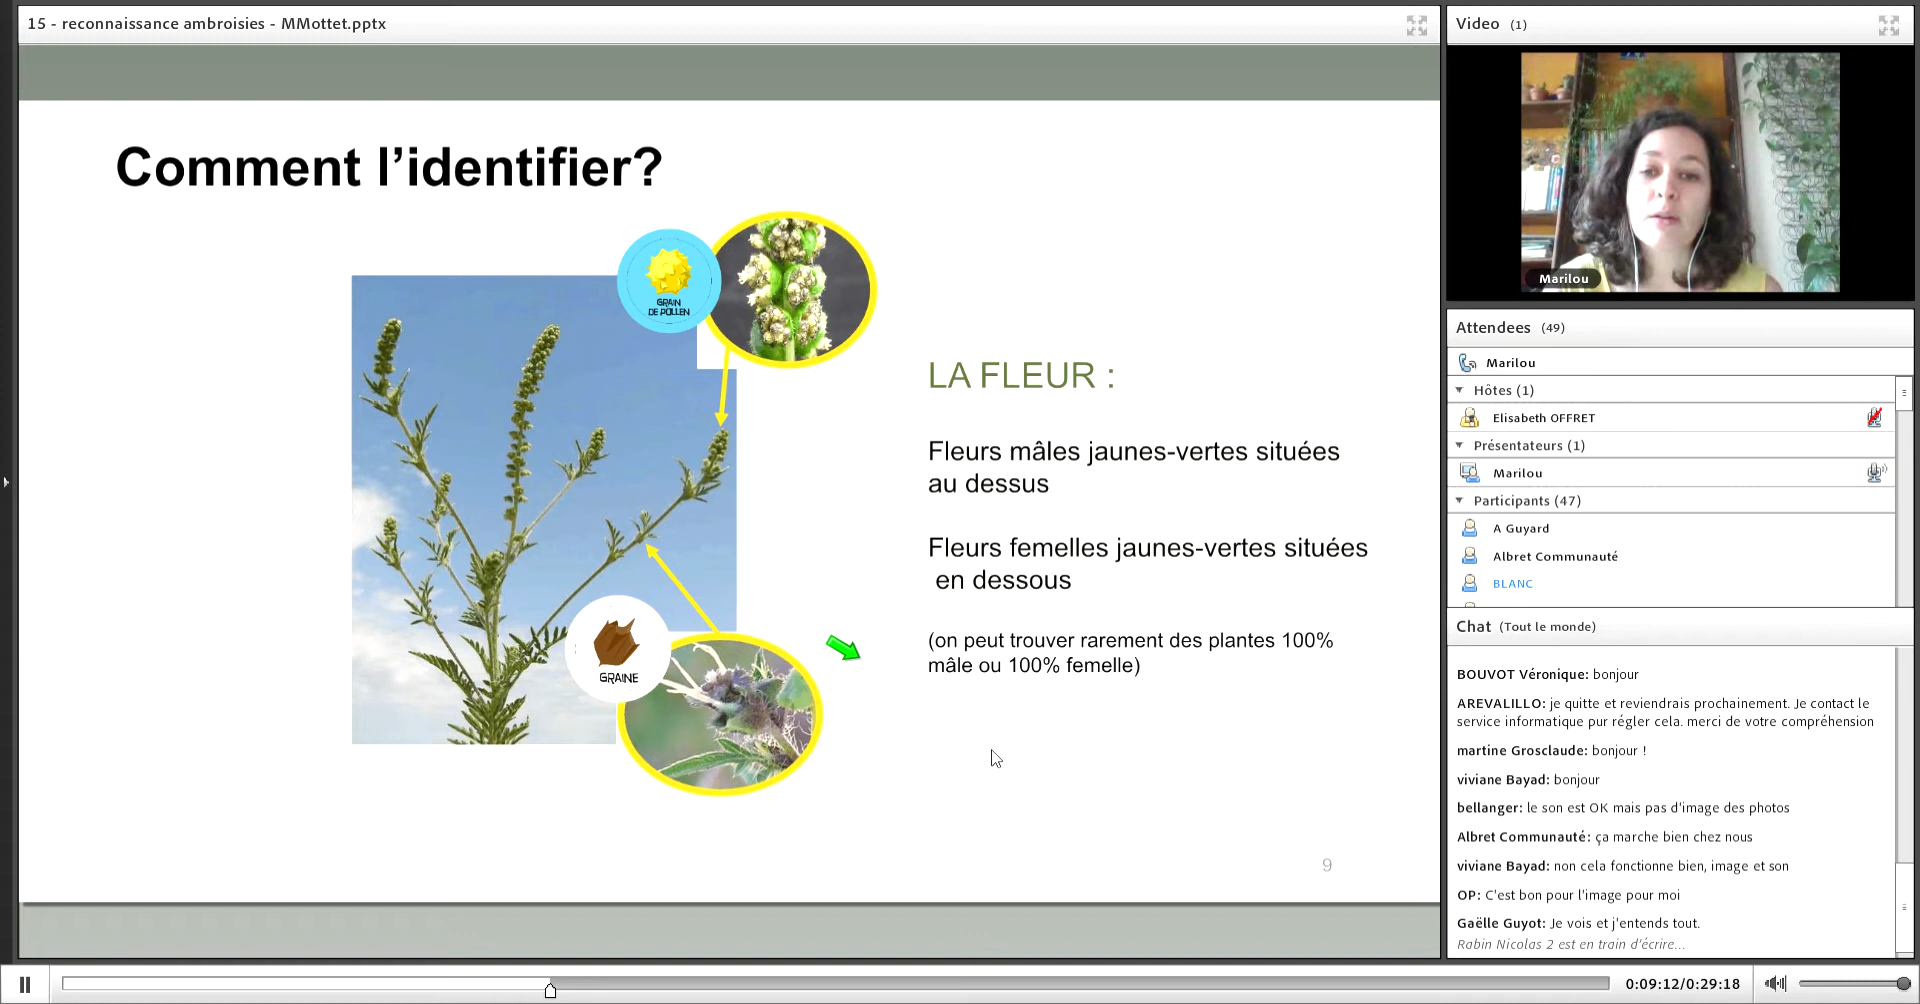 15 - reconnaissance ambroisies - MMottet.pptx
Comment l’identifier?
GRAIN
DE POLLEN
LA FLEUR :
Fleurs mâles jaunes-vertes situées
au dessus
Fleurs femelles jaunes-vertes situées
en dessous
(on peut trouver rarement des plantes 100%
mâle ou 100% femelle)
GRAINE
9
Video (1)
Marilou
Attendees (49)
Marilou
Hôtes (1)
Elisabeth OFFRET
Présentateurs (1)
Marilou
Participants (47)
A Guyard
Albret Communauté
BLANC
Chat (Tout le monde)
BOUVOT Véronique: bonjour
AREVALILLO: je quitte et reviendrais prochainement. Je contact le
service informatique pur régler cela. merci de votre compréhension
martine Grosclaude: bonjour !
viviane Bayad: bonjour
bellanger: le son est OK mais pas d'image des photos
Albret Communauté: ça marche bien chez nous
viviane Bayad: non cela fonctionne bien, image et son
OP: C'est bon pour l'image pour moi
Gaëlle Guyot: Je vois et j'entends tout.
Rabin Nicolas 2 est en train d'écrire...
0:09:12/0:29:18